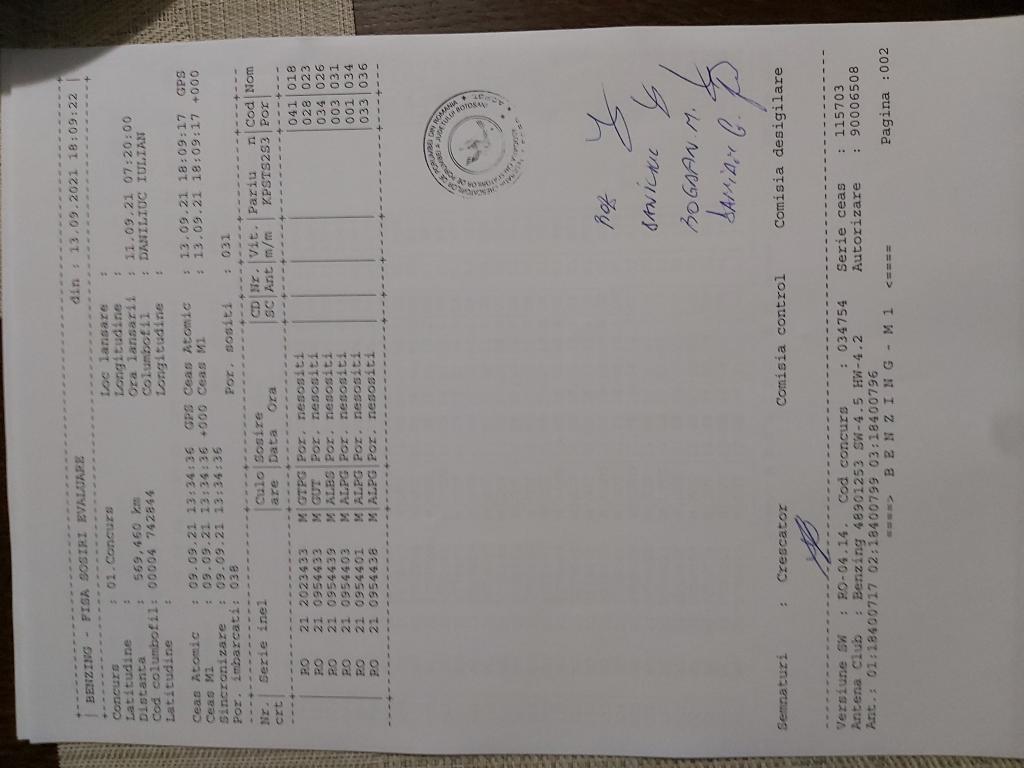 BENZING - FISA SOSIRI EVALUARE din : 13.09.2021 18:09:22
Concurs : 01.Concurs Loc lansare :
Latitudine : Longitudine :
Distanta : 569,460 km Ora lansarii : 11.09.21 07:20:00
Cod columbofil: 00004 742844 Columbofil : DANILIUC IULIAN
Latitudine : Longitudine :
Ceas Atomic : 09.09.21 13:34:36 GPS Ceas Atomic : 13.09.21 18:09:17 GPS
Ceas M1 : 09.09.21 13:34:36 +000 Ceas M1 : 13.09.21 18:09:17 +000
Sincronizare : 09.09.21 13:34:36
Por. imbarcati: 038 Por. sositi : 031
Nr. | Serie inel |Culo|Sosire |CD|Nr.|Vit.|Pariu n|Cod|Nom
crt| |are |Data Ora |SC|Ant|m/m | KPSTS2S3|Por|
RO 21 2023433 M|GTPG|Por. nesositi |041|018
RO 21 0954433 M|GUT |Por. nesositi |028|023
RO 21 0954439 M|ALBS|Por. nesositi |034|026
RO 21 0954403 M|ALPG|Por. nesositi |003|031
RO 21 0954401 M|ALPG|Por. nesositi |001|034
RO 21 0954438 M|ALPG|Por. nesositi |033|036
BOGDAN M.
DAMIAN G.
Semnaturi : Crescator Comisia control Comisia desigilare
Versiune SW : RO-04.14. Cod concurs : 034754 Serie ceas : 115703
Antena Club : Benzing 48901253 SW-4.5 HW-4.2 Autorizare : 90006508
Ant.: 01:18400717 02:18400799 03:18400796
====> B E N Z I N G - M 1 <==== Pagina :002